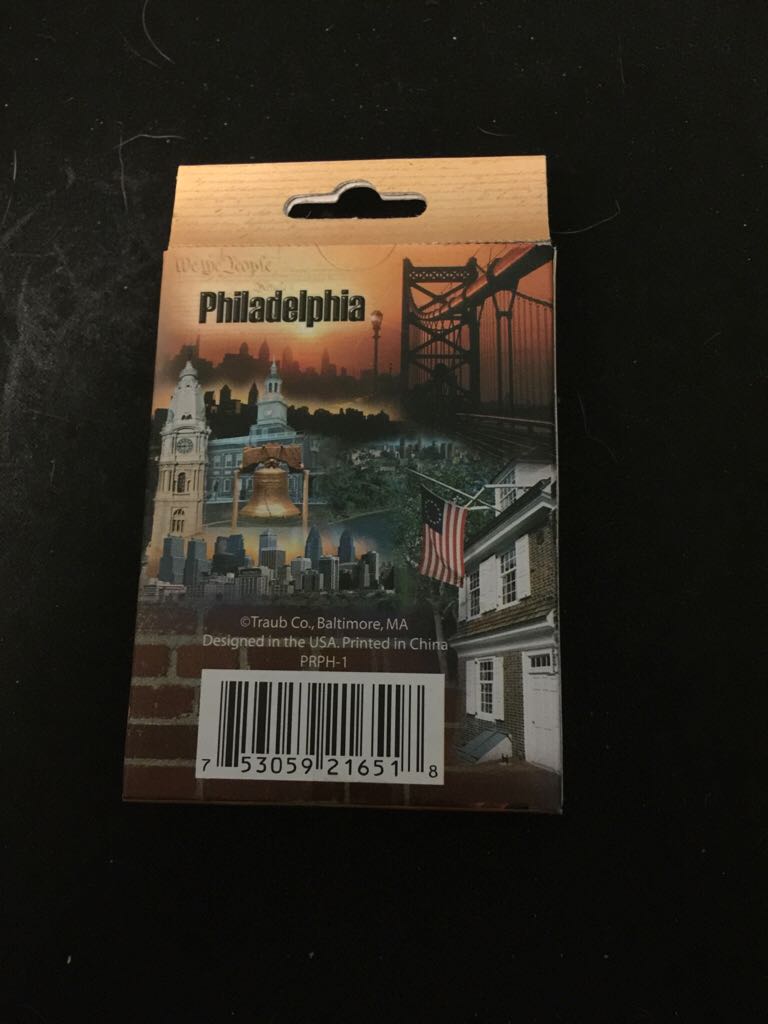 We the People
Philadelphia
©Traub Co., Baltimore, MA
Designed in the USA. Printed in China
PRPH-1
7 53059 21651 8